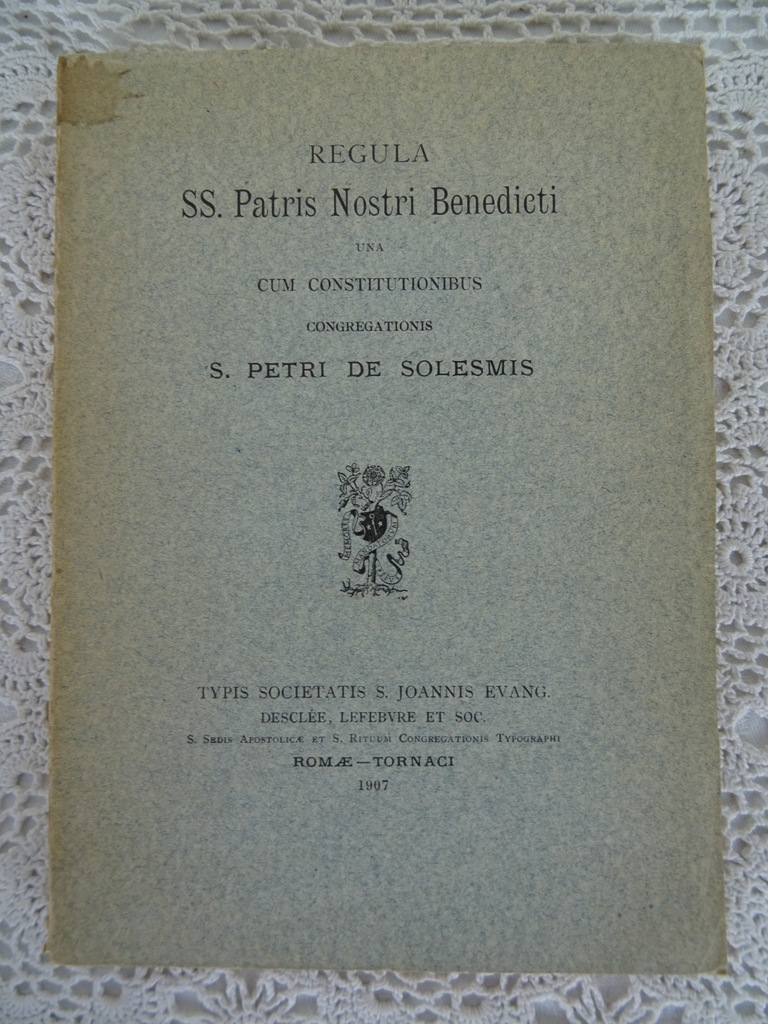 REGULA
SS. Patris Nostri Benedicti
UNA
CUM CONSTITUTIONIBUS
CONGREGATIONIS
S. PETRI DE SOLESMIS
TYPIS SOCIETATIS S. JOANNIS EVANG.
DESCLÉE, LEFEBVRE ET SOC.
S. Sedis Apostolicæ et S. Rituum Congregationis Typographi
ROMÆ—TORNACI
1907